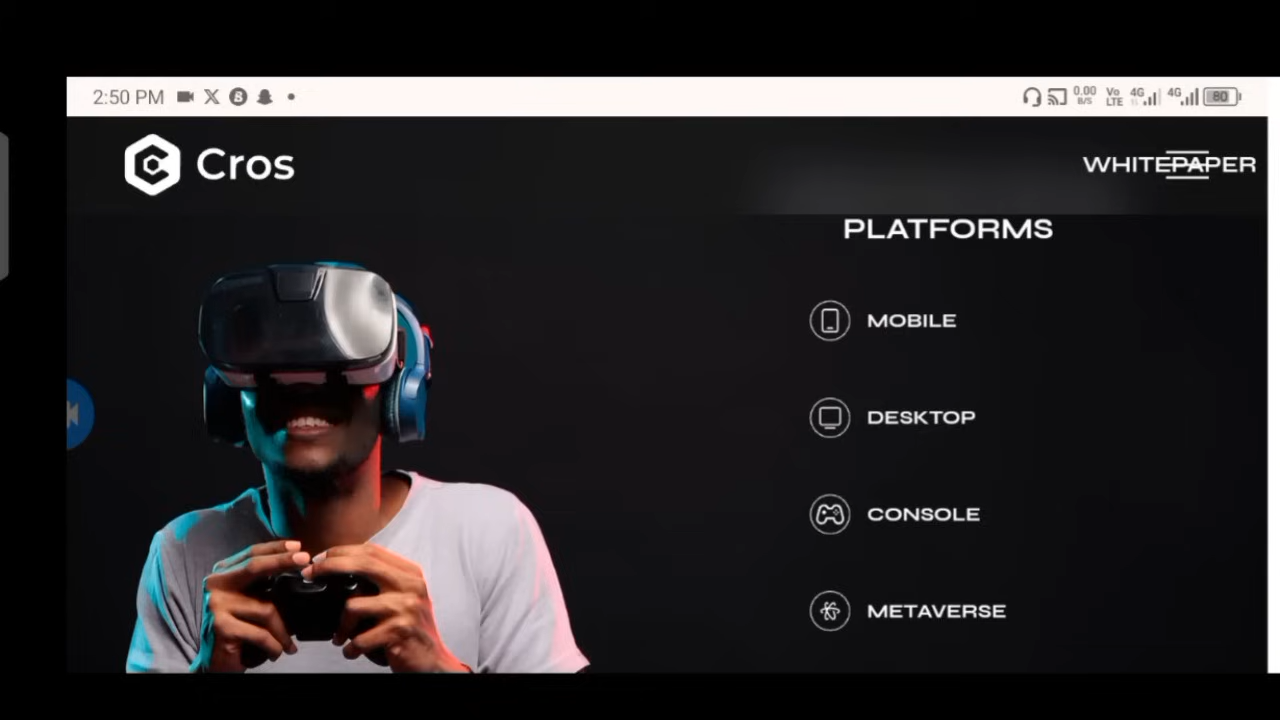 2:50 PM
0.00 B/S
Vo LTE
4G
4G
80
Cros
WHITEPAPER
PLATFORMS
MOBILE
DESKTOP
CONSOLE
METAVERSE